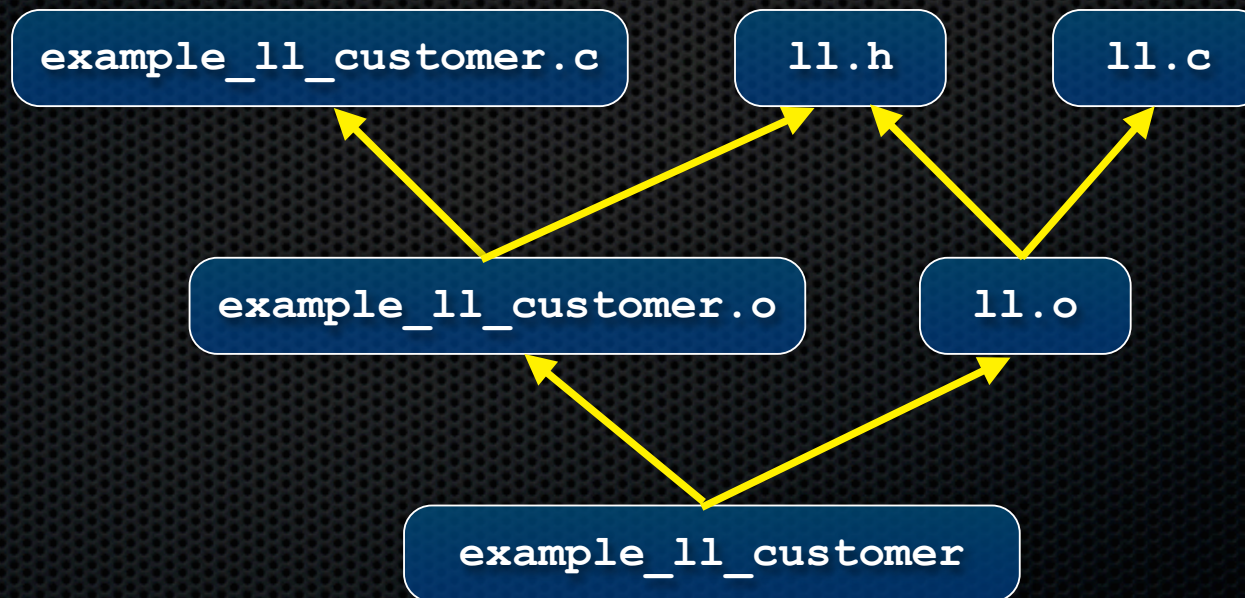 example_ll_customer.c
ll.h
ll.c
example_ll_customer.o
ll.o
example_ll_customer